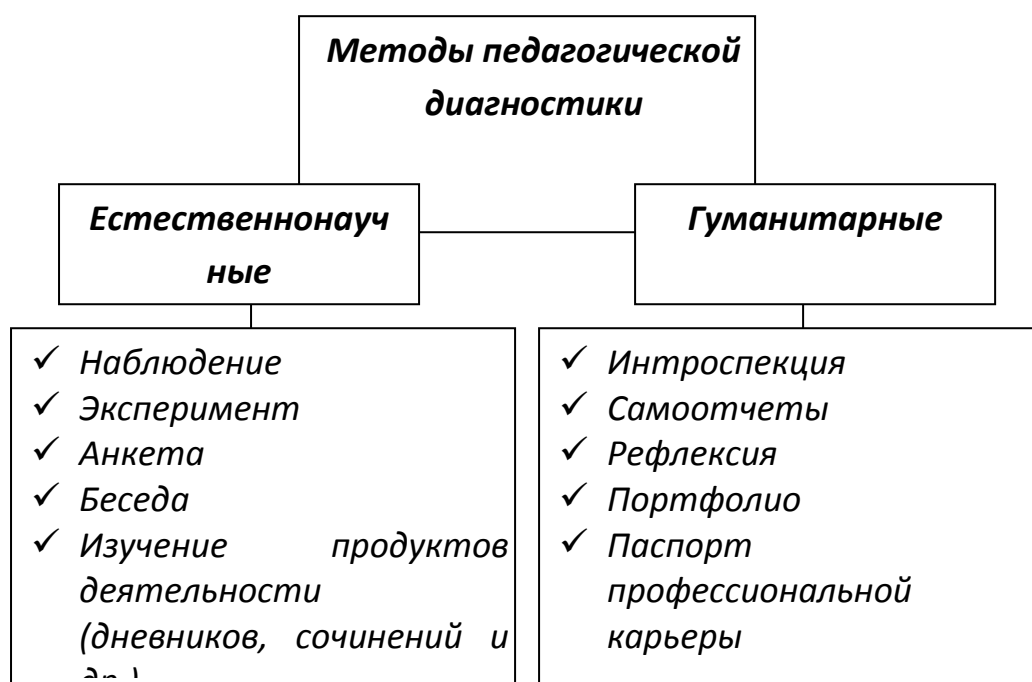 Методы педагогической
диагностики
Естественнонауч
ные
Гуманитарные
✓ Наблюдение
✓ Эксперимент
✓ Анкета
✓ Беседа
✓ Изучение продуктов
деятельности
(дневников, сочинений и
✓ Интроспекция
✓ Самоотчеты
✓ Рефлексия
✓ Портфолио
✓ Паспорт
профессиональной
карьеры